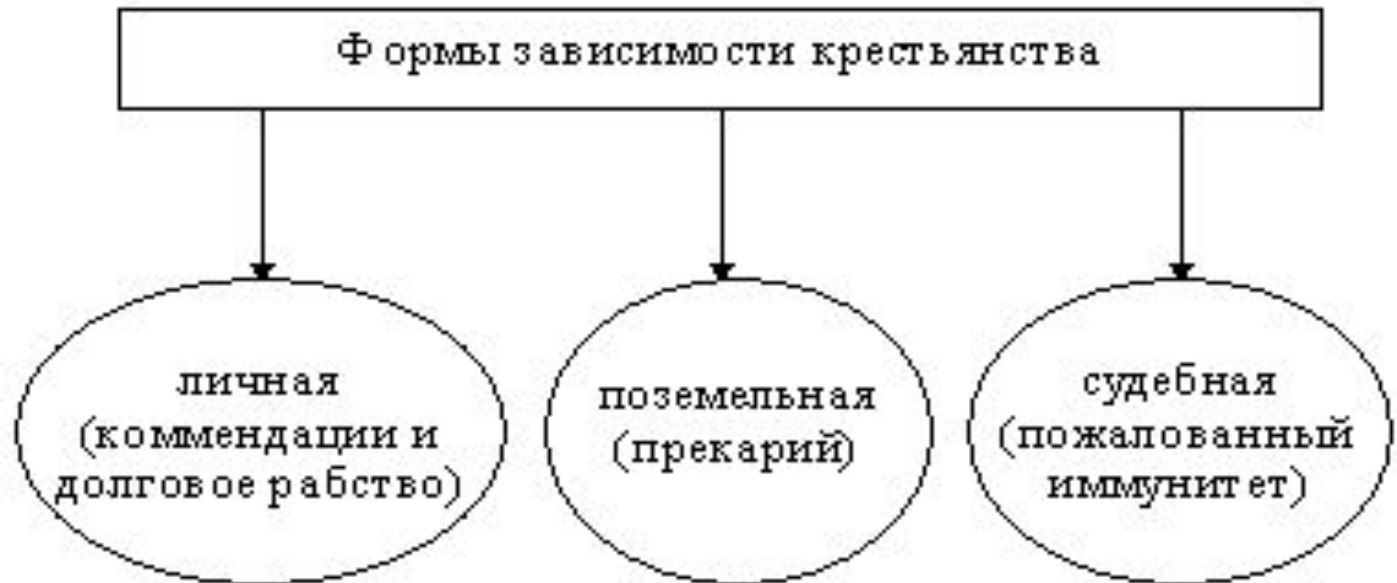 Формы зависимости крестьянства
личная
(коммендации и
долговое рабство)
поземельная
(прекарий)
судебная
(пожалованный
иммунитет)